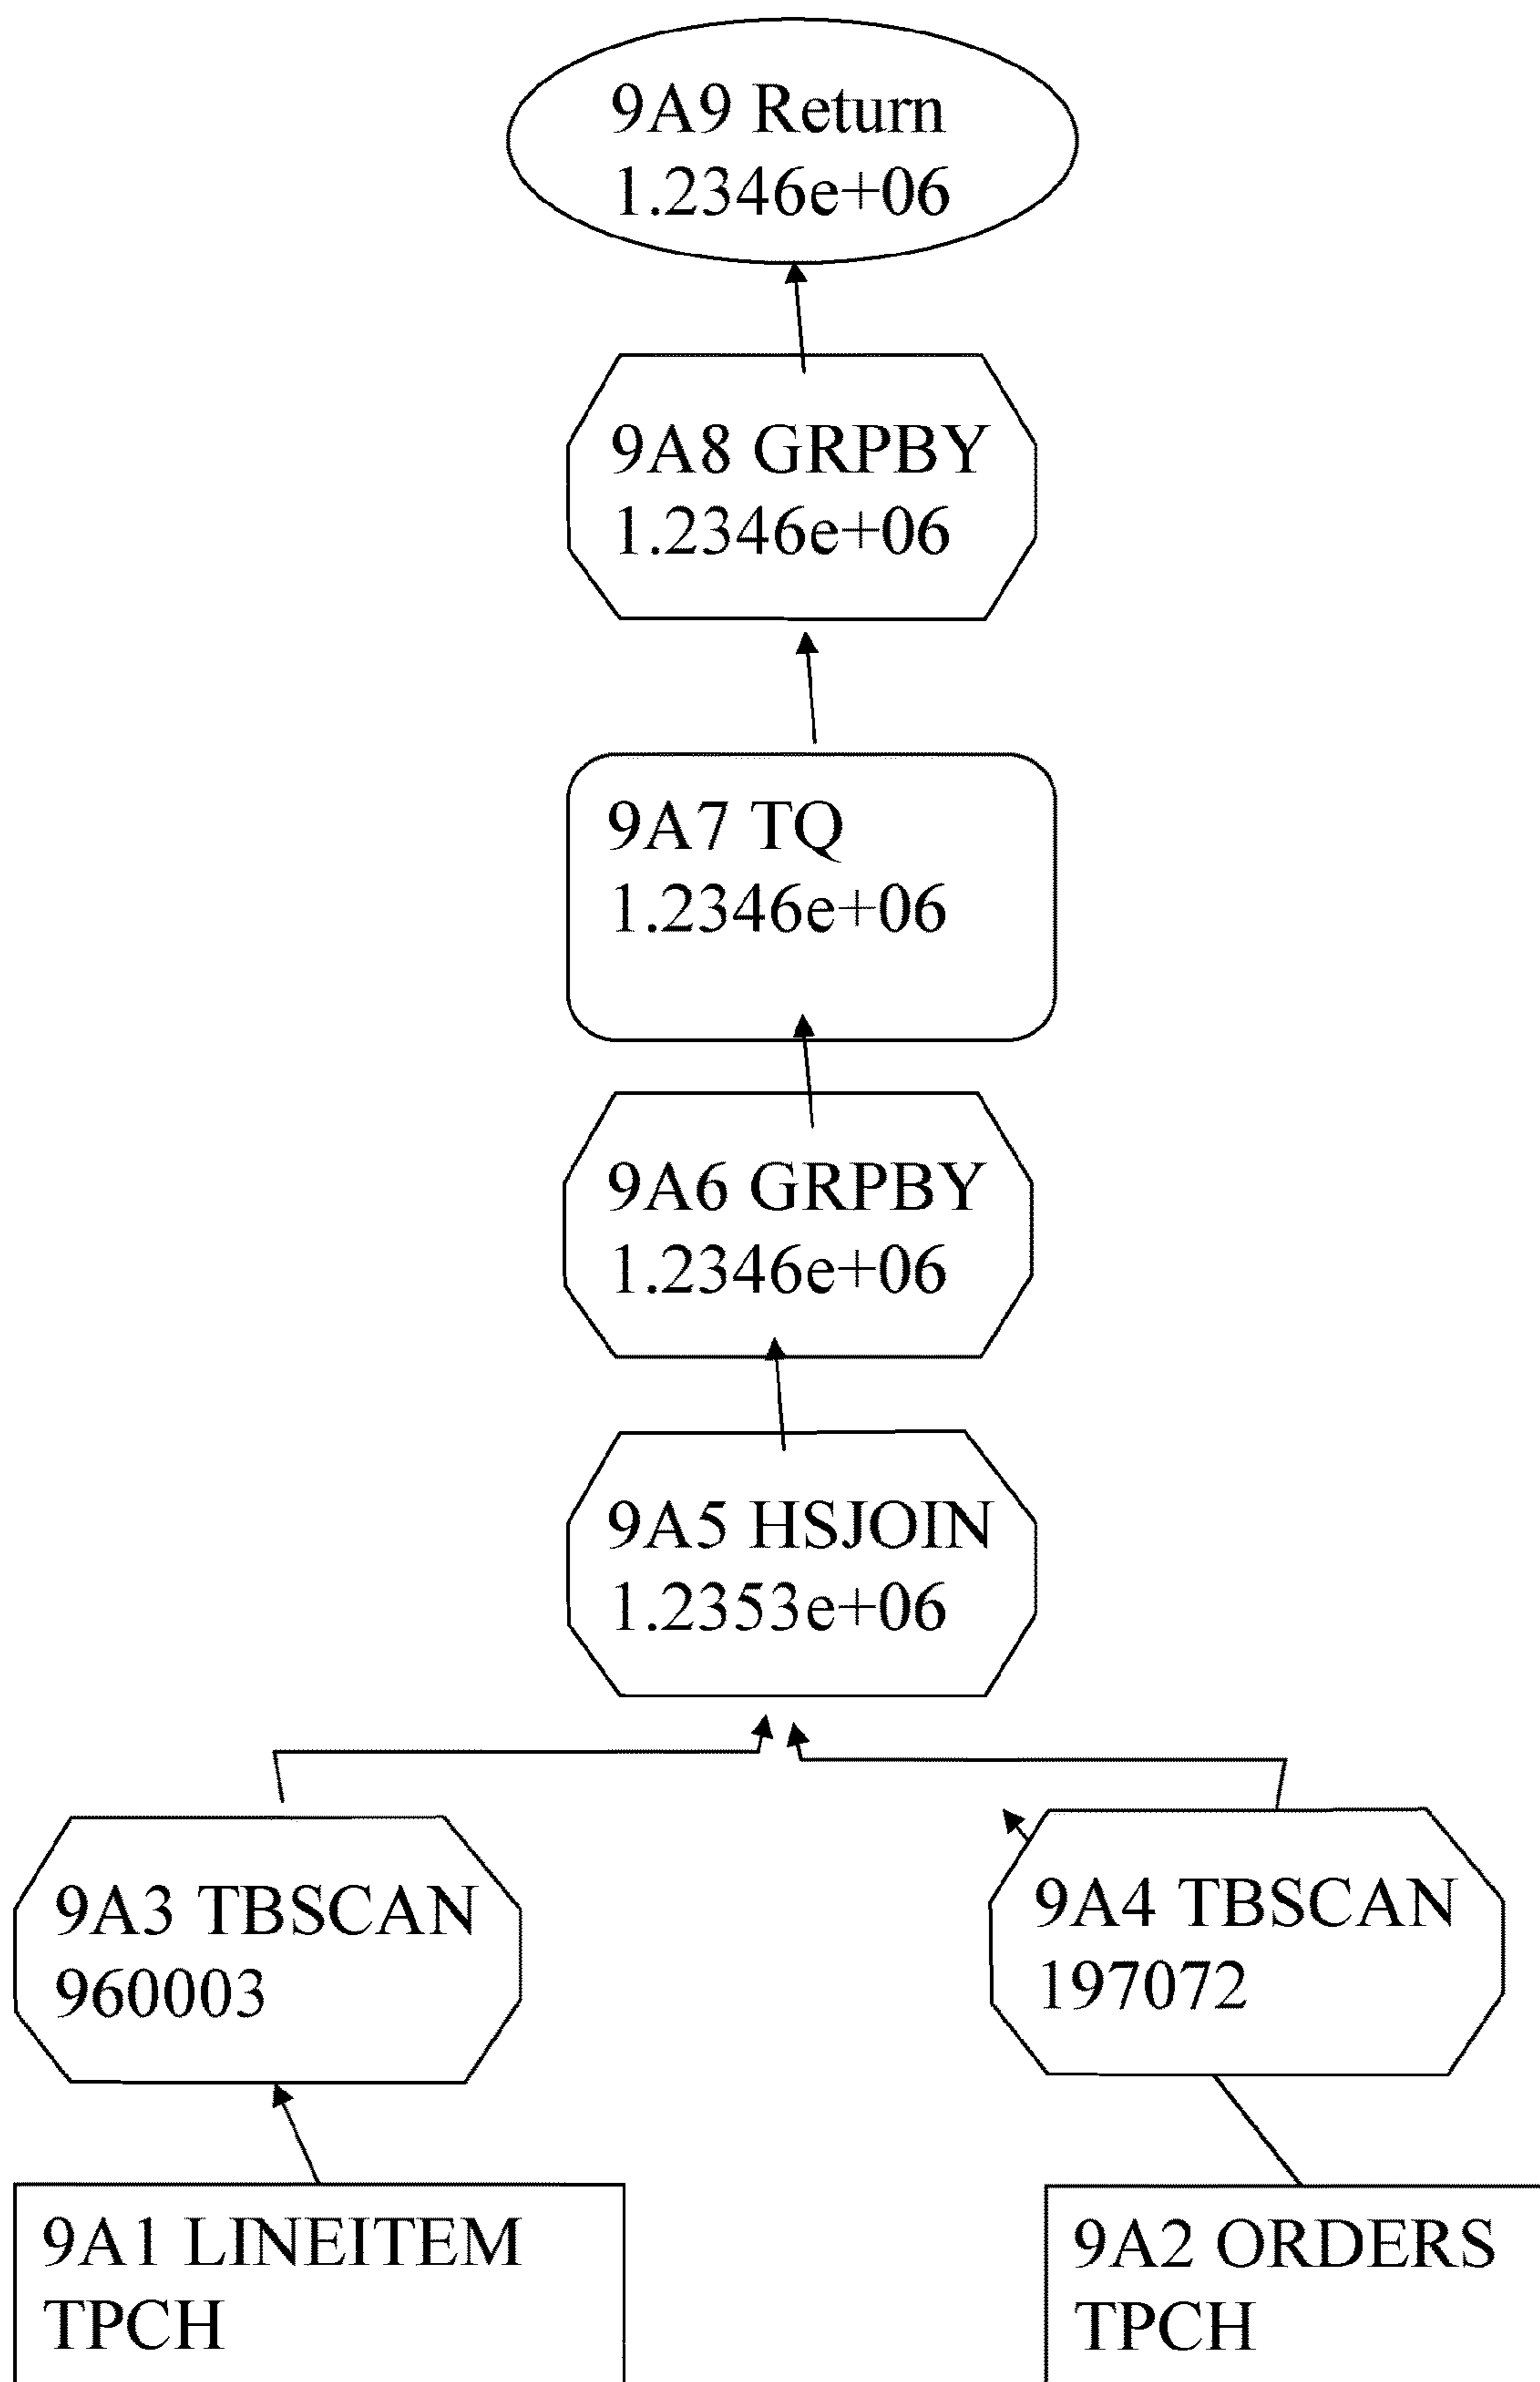 9A9 Return
1.2346e+06
9A8 GRPBY
1.2346e+06
9A7 TQ
1.2346e+06
9A6 GRPBY
1.2346e+06
9A5 HSJOIN
1.2353e+06
9A3 TBSCAN
960003
9A4 TBSCAN
197072
9A1 LINEITEM
TPCH
9A2 ORDERS
TPCH